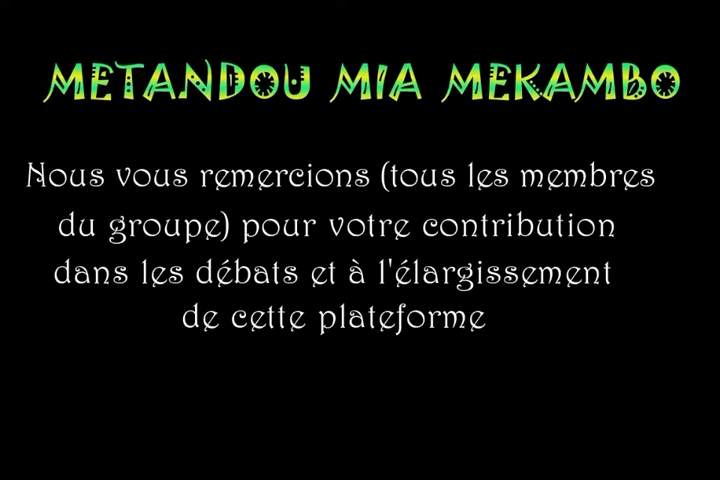 METANDOU MIA MEKAMBO
Nous vous remercions (tous les membres
du groupe) pour votre contribution
dans les débats et à l'élargissement
de cette plateforme